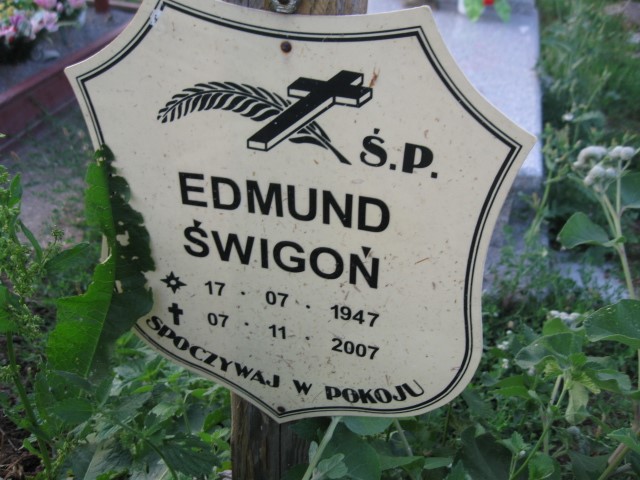 Ś.P.
EDMUND
ŚWIGOŃ
17 · 07 · 1947
07 · 11 · 2007
SPOCZYWAJ W POKOJU